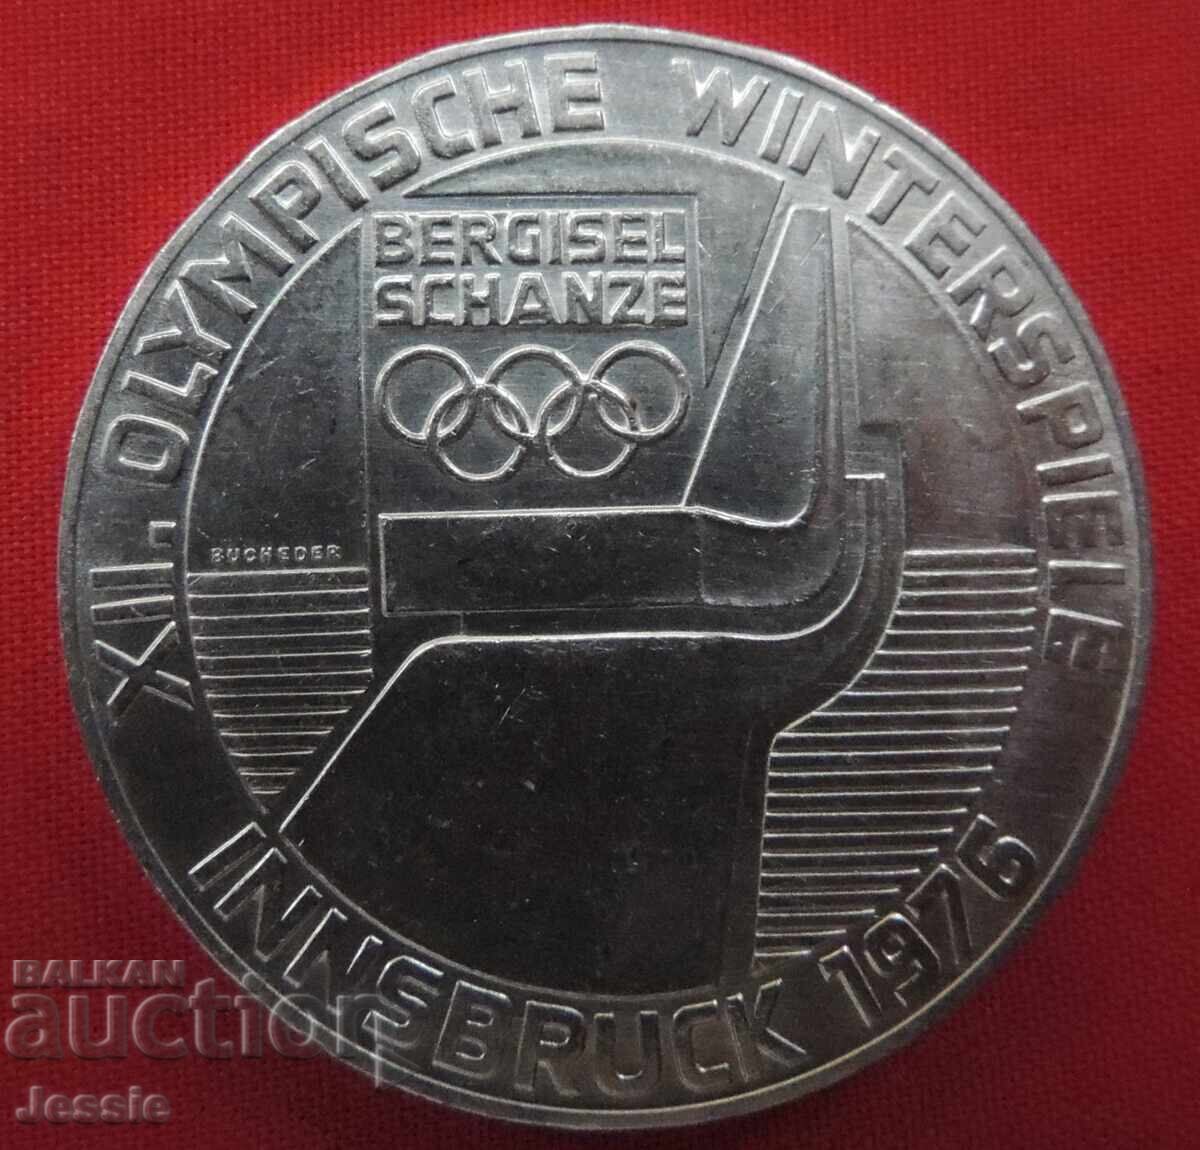 XII. OLYMPISCHE WINTERSPIELE
BERGISEL
SCHANZE
BUCHEDER
INNSBRUCK 1976
BALKAN
auction
Jessie